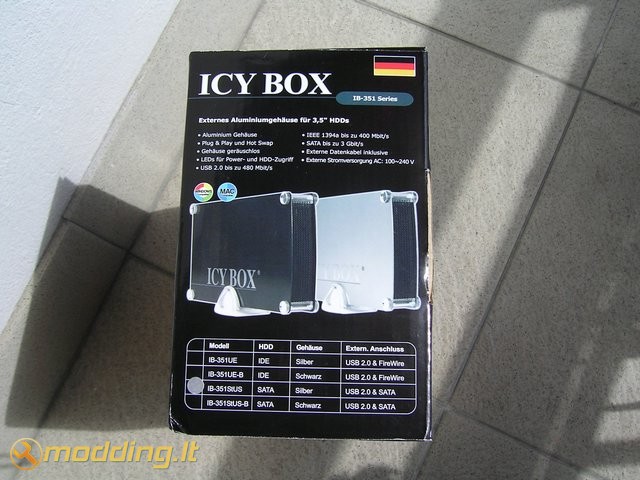 ICY BOX
IB-351 Series
Externes Aluminiumgehäuse für 3,5" HDDs
• Aluminium Gehäuse
• Plug & Play und Hot Swap
• Gehäuse geräuschlos
• LEDs für Power- und HDD-Zugriff
• USB 2.0 bis zu 480 Mbit/s
• IEEE 1394a bis zu 400 Mbit/s
• SATA bis zu 3 Gbit/s
• Externe Datenkabel inklusive
• Externe Stromversorgung AC: 100~240 V
WINDOWS
MAC
ICY BOX®
ICY BOX®
Modell HDD Gehäuse Extern. Anschluss
IB-351UE IDE Silber USB 2.0 & FireWire
IB-351UE-B IDE Schwarz USB 2.0 & FireWire
IB-351StUS SATA Silber USB 2.0 & SATA
IB-351StUS-B SATA Schwarz USB 2.0 & SATA
modding.lt